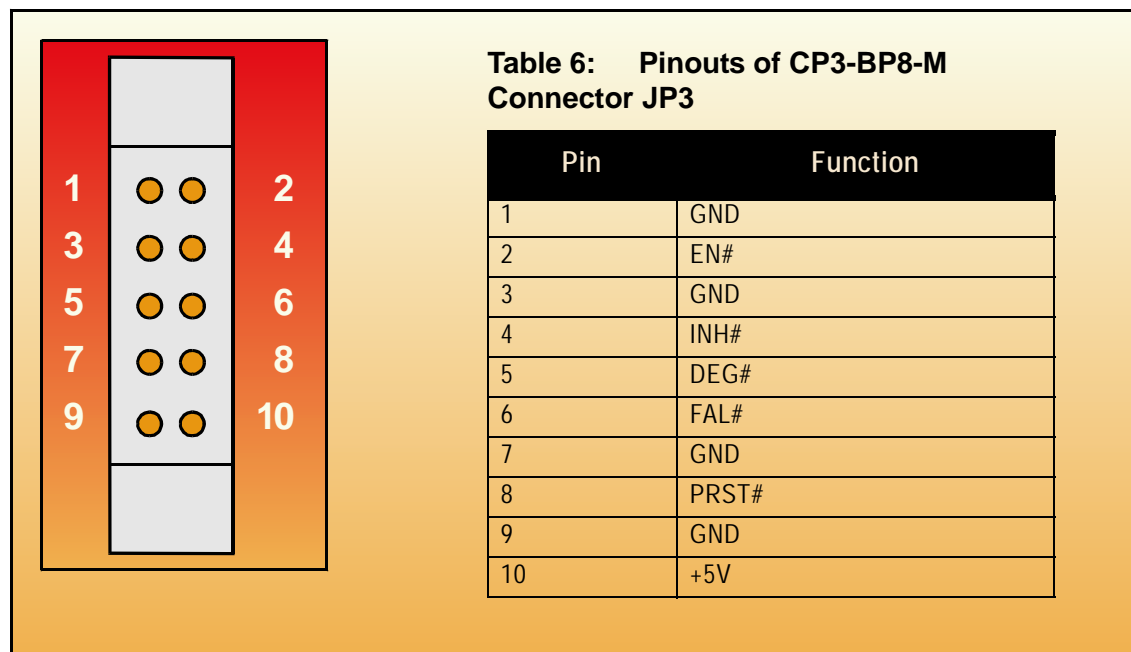 Table 6: Pinouts of CP3-BP8-M
Connector JP3
1 2
3 4
5 6
7 8
9 10
Pin Function
1 GND
2 EN#
3 GND
4 INH#
5 DEG#
6 FAL#
7 GND
8 PRST#
9 GND
10 +5V